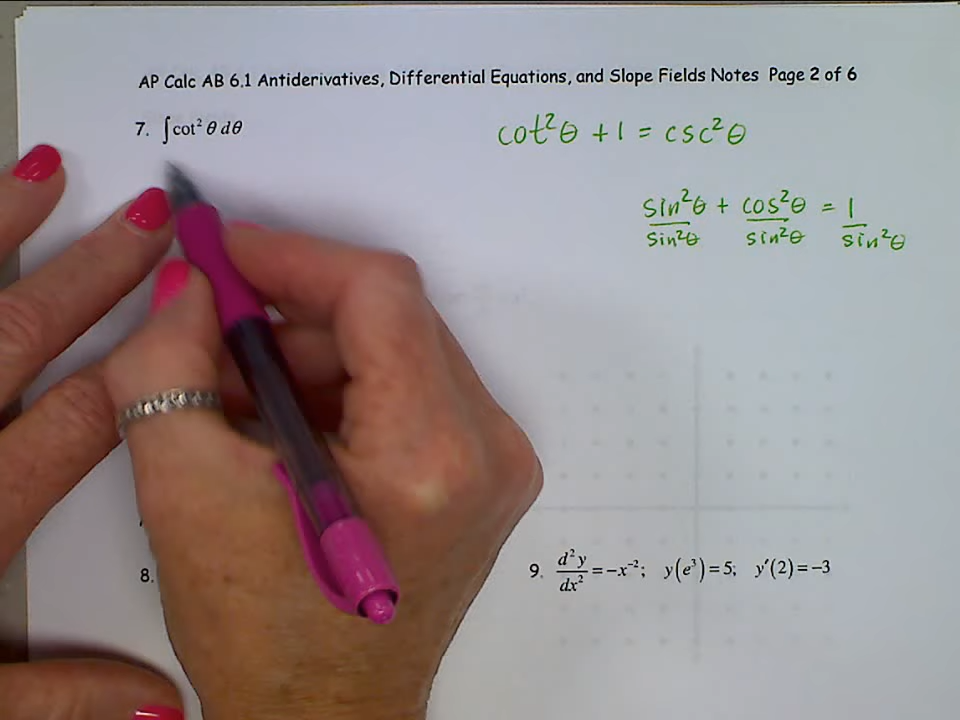 AP Calc AB 6.1 Antiderivatives, Differential Equations, and Slope Fields Notes Page 2 of 6
7. ∫cot² θ dθ
cot²θ + 1 = csc²θ
sin²θ/sin²θ + cos²θ/sin²θ = 1/sin²θ
8.
9. d²y/dx² = -x⁻²; y(e³) = 5; y′(2) = -3